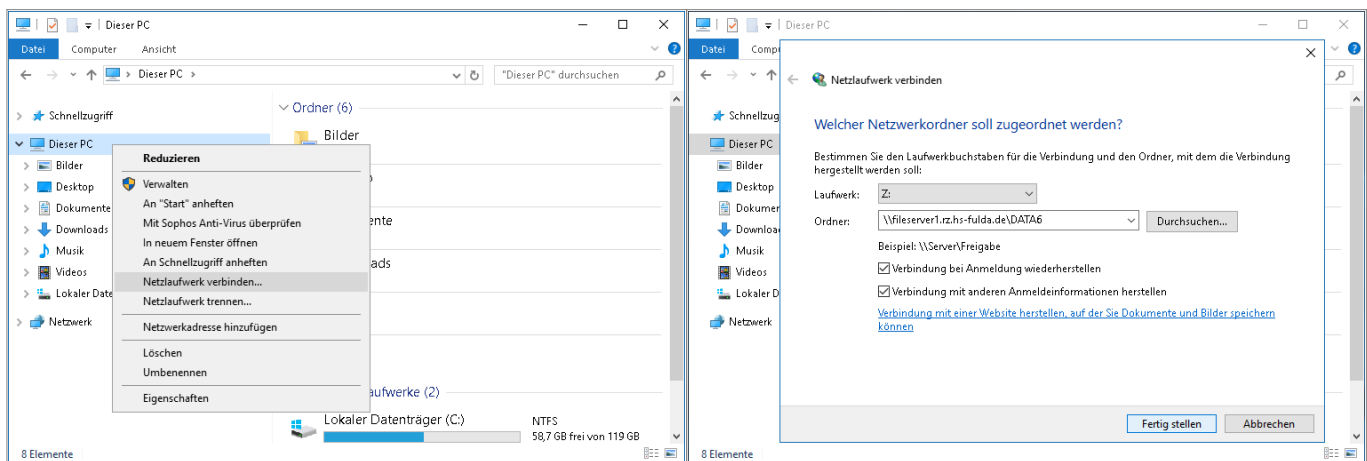 Dieser PC
Datei Computer Ansicht
Dieser PC
"Dieser PC" durchsuchen
Schnellzugriff
Dieser PC
Bilder
Desktop
Dokumente
Downloads
Musik
Videos
Lokaler Date
Netzwerk
Reduzieren
Verwalten
An "Start" anheften
Mit Sophos Anti-Virus überprüfen
In neuem Fenster öffnen
An Schnellzugriff anheften
Netzlaufwerk verbinden...
Netzlaufwerk trennen...
Netzwerkadresse hinzufügen
Löschen
Umbenennen
Eigenschaften
Ordner (6)
Bilder
ente
ads
aufwerke (2)
Lokaler Datenträger (C:)
NTFS
58,7 GB frei von 119 GB
8 Elemente
Dieser PC
Datei Comp
Schnellzug
Dieser PC
Bilder
Desktop
Dokumer
Downloa
Musik
Videos
Lokaler D
Netzwerk
8 Elemente
Netzlaufwerk verbinden
Welcher Netzwerkordner soll zugeordnet werden?
Bestimmen Sie den Laufwerkbuchstaben für die Verbindung und den Ordner, mit dem die Verbindung
hergestellt werden soll:
Laufwerk: Z:
Ordner: \\fileserver1.rz.hs-fulda.de\DATA6 Durchsuchen...
Beispiel: \\Server\Freigabe
Verbindung bei Anmeldung wiederherstellen
Verbindung mit anderen Anmeldeinformationen herstellen
Verbindung mit einer Website herstellen, auf der Sie Dokumente und Bilder speichern
können
Fertig stellen Abbrechen